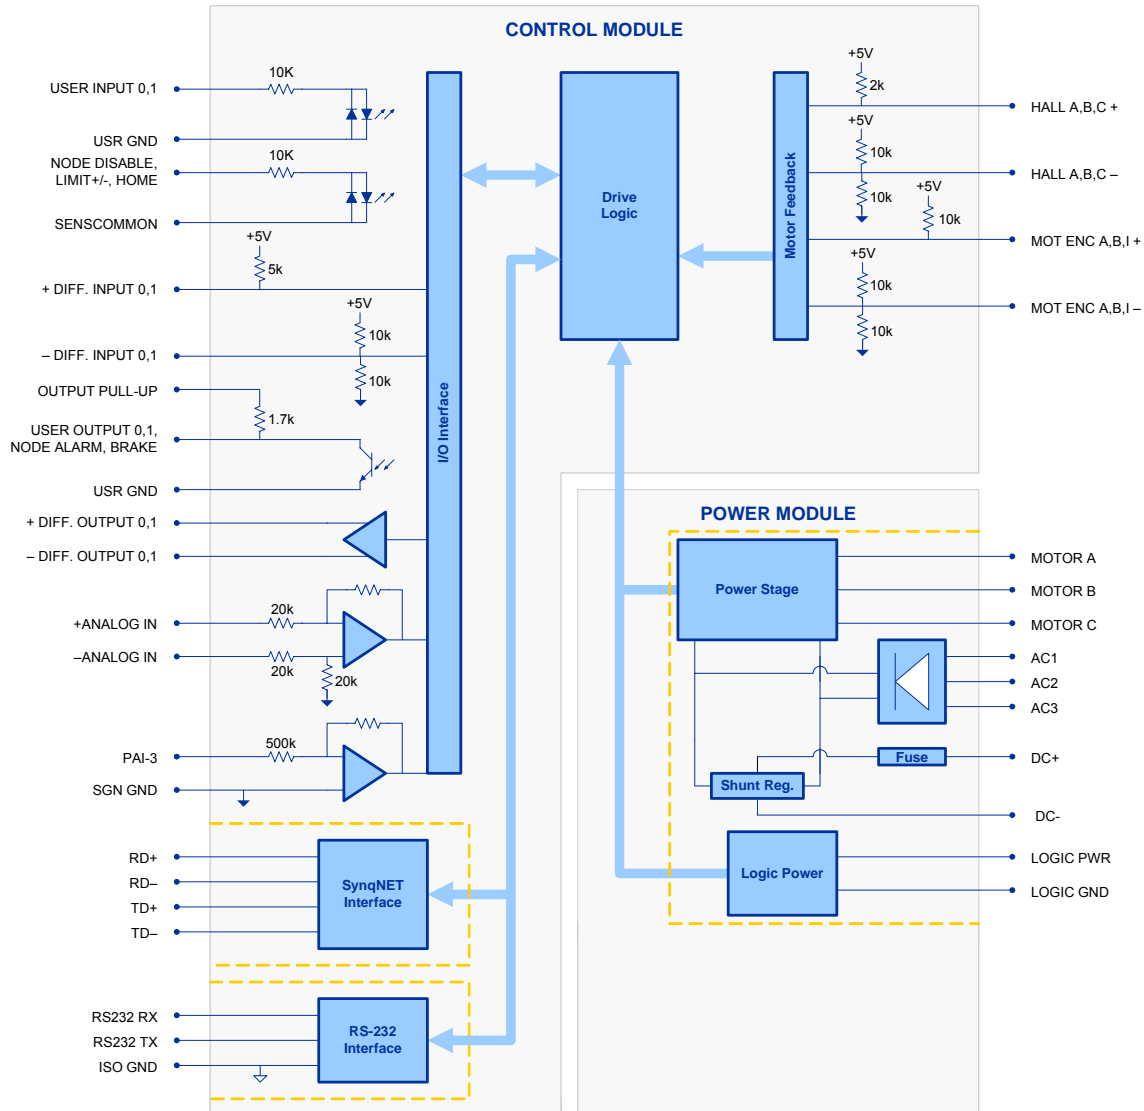 CONTROL MODULE
USER INPUT 0,1
10K
USR GND
NODE DISABLE,
LIMIT+/-, HOME
10K
SENSCOMMON
+5V
5k
+ DIFF. INPUT 0,1
+5V
10k
– DIFF. INPUT 0,1
10k
OUTPUT PULL-UP
1.7k
USER OUTPUT 0,1,
NODE ALARM, BRAKE
USR GND
+ DIFF. OUTPUT 0,1
– DIFF. OUTPUT 0,1
+ANALOG IN
20k
–ANALOG IN
20k
20k
PAI-3
500k
SGN GND
I/O Interface
Drive
Logic
Motor Feedback
+5V
2k
HALL A,B,C +
+5V
10k
HALL A,B,C –
10k
+5V
10k
MOT ENC A,B,I +
+5V
10k
MOT ENC A,B,I –
10k
RD+
RD–
TD+
TD–
SynqNET
Interface
RS232 RX
RS232 TX
ISO GND
RS-232
Interface
POWER MODULE
Power Stage
MOTOR A
MOTOR B
MOTOR C
AC1
AC2
AC3
Fuse
DC+
Shunt Reg.
DC-
Logic Power
LOGIC PWR
LOGIC GND